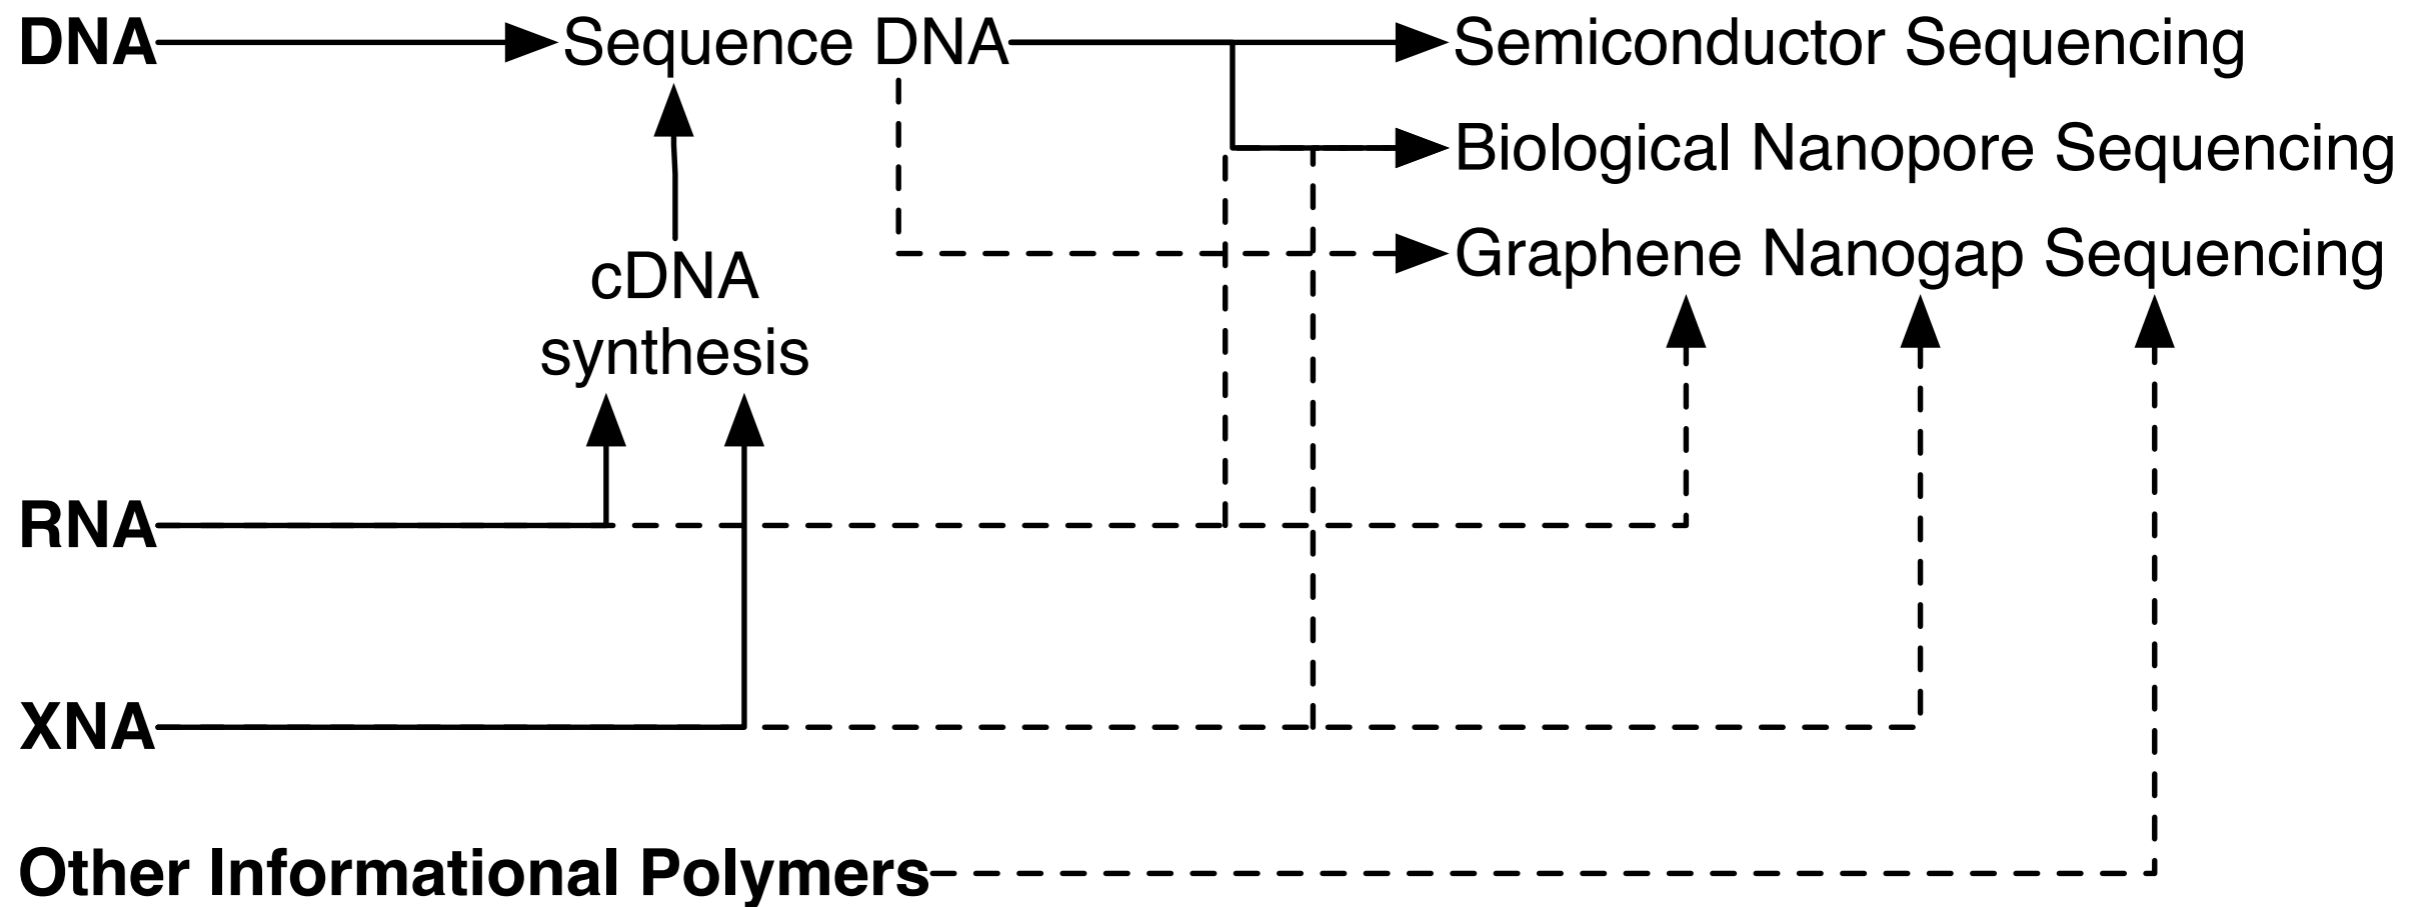 DNA
Sequence DNA
Semiconductor Sequencing
Biological Nanopore Sequencing
Graphene Nanogap Sequencing
cDNA
synthesis
RNA
XNA
Other Informational Polymers